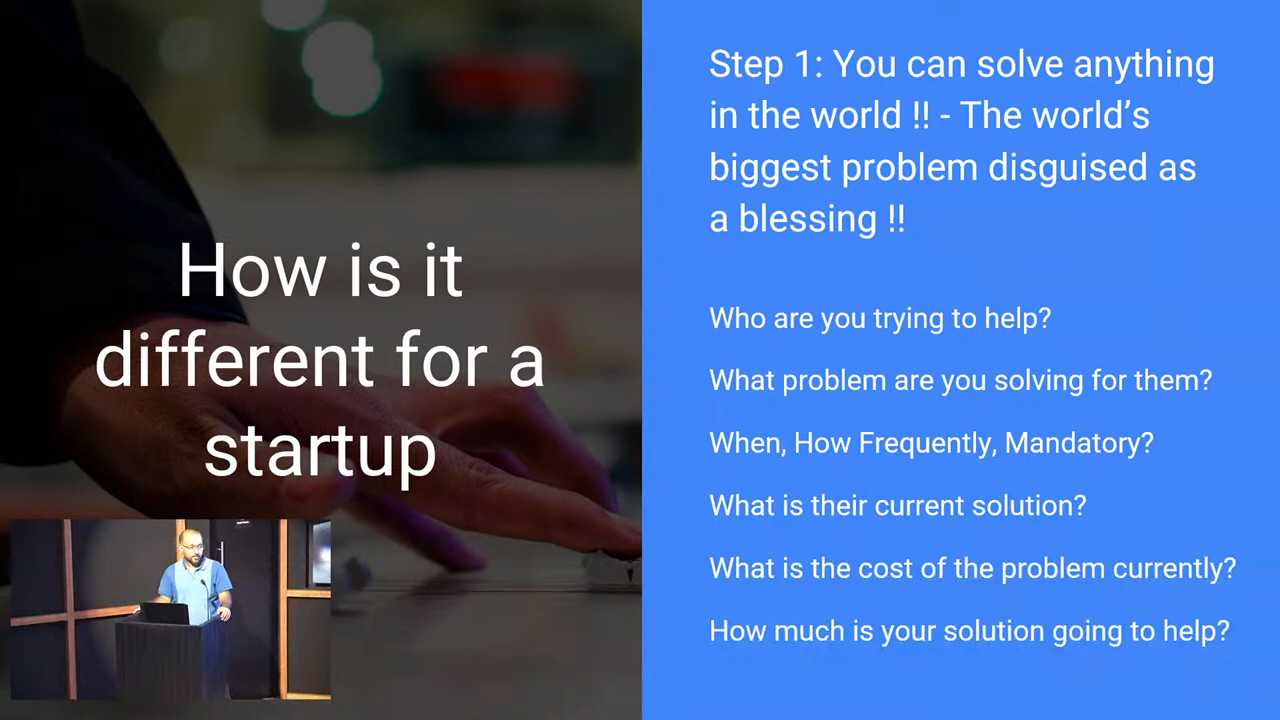 How is it
different for a
startup
Step 1: You can solve anything
in the world !! - The world’s
biggest problem disguised as
a blessing !!
Who are you trying to help?
What problem are you solving for them?
When, How Frequently, Mandatory?
What is their current solution?
What is the cost of the problem currently?
How much is your solution going to help?